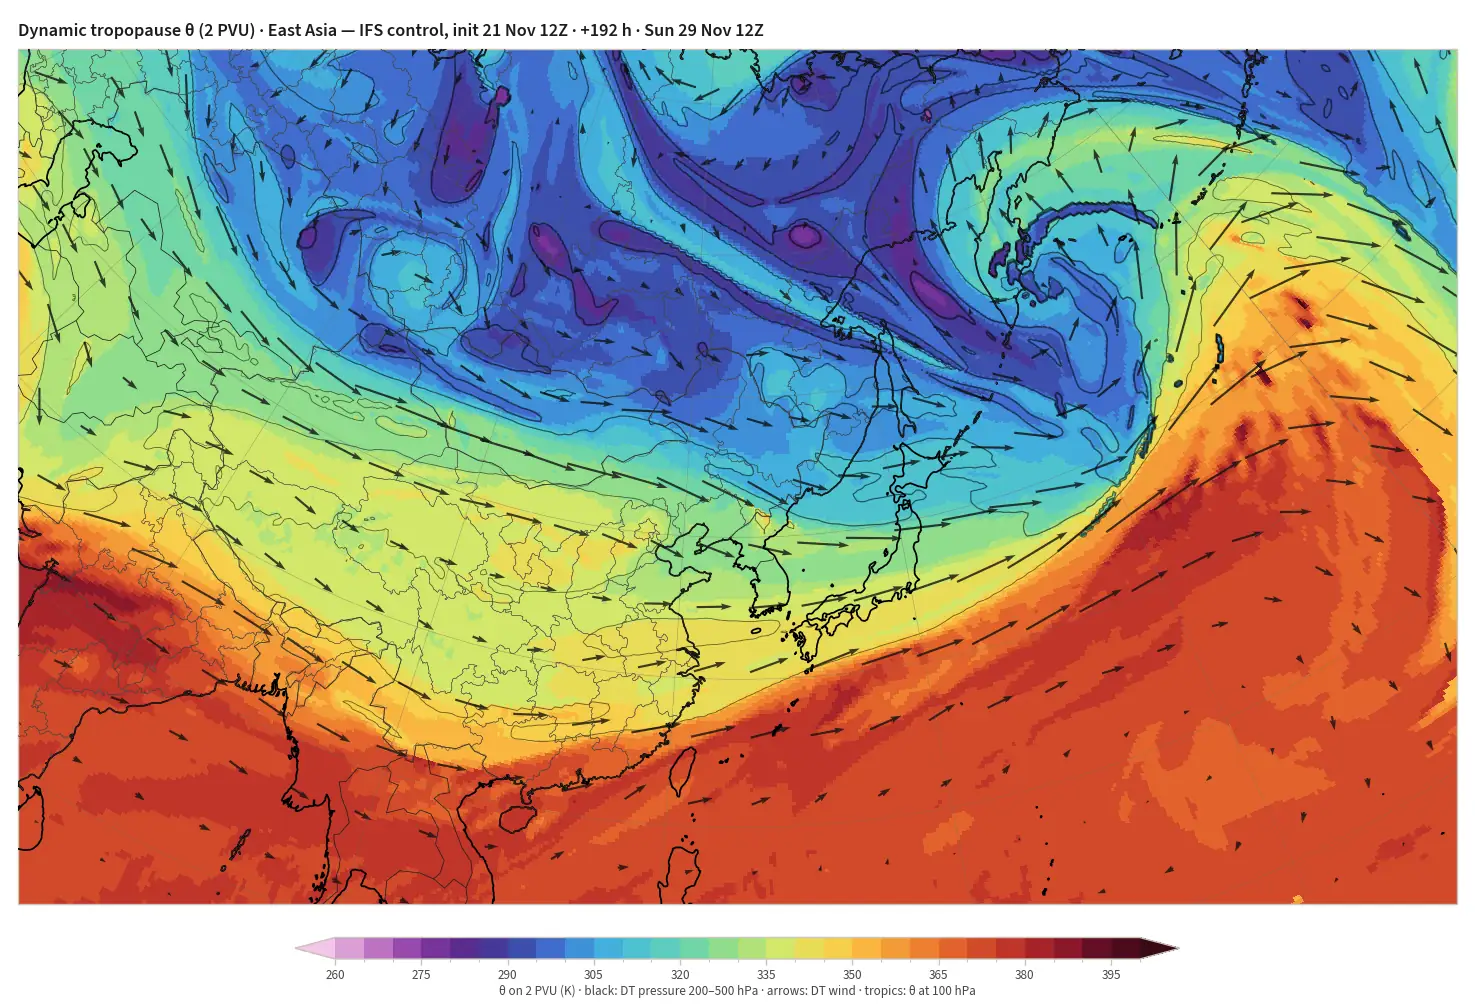 Dynamic tropopause θ (2 PVU) · East Asia — IFS control, init 21 Nov 12Z · +192 h · Sun 29 Nov 12Z
260 275 290 305 320 335 350 365 380 395
θ on 2 PVU (K) · black: DT pressure 200–500 hPa · arrows: DT wind · tropics: θ at 100 hPa